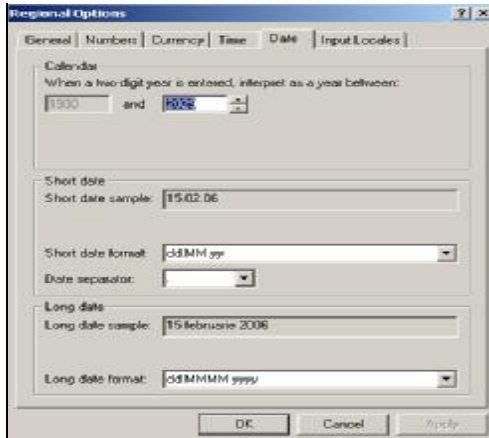 Regional Options
General Numbers Currency Time Date Input Locales
Calendar
When a two-digit year is entered, interpret as a year between:
1930 and 2029
Short date
Short date sample: 15.02.06
Short date format: dd.MM.yy
Date separator: .
Long date
Long date sample: 15 februarie 2006
Long date format: dd MMMM yyyy
OK Cancel Apply